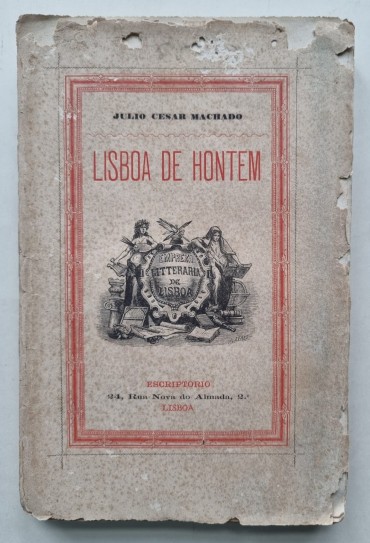 JULIO CESAR MACHADO
LISBOA DE HONTEM
EMPREZA
LITTERARIA
DE
LISBOA
ESCRIPTORIO
24, Rua Nova do Almada, 2.º
LISBOA